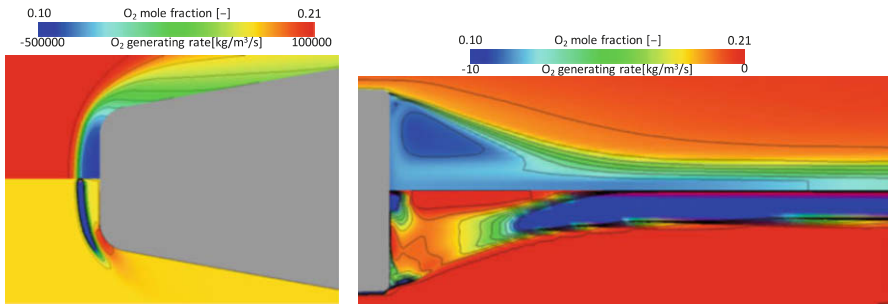 0.10 O₂ mole fraction [–] 0.21
-500000 O₂ generating rate[kg/m³/s] 100000
0.10 O₂ mole fraction [–] 0.21
-10 O₂ generating rate[kg/m³/s] 0